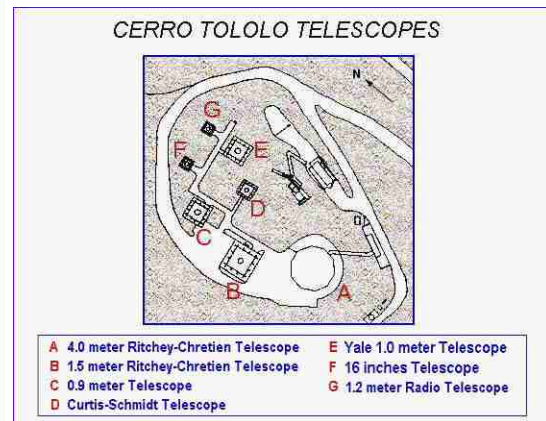 CERRO TOLOLO TELESCOPES
N
G
F
E
D
C
B
A
A 4.0 meter Ritchey-Chretien Telescope
B 1.5 meter Ritchey-Chretien Telescope
C 0.9 meter Telescope
D Curtis-Schmidt Telescope
E Yale 1.0 meter Telescope
F 16 inches Telescope
G 1.2 meter Radio Telescope